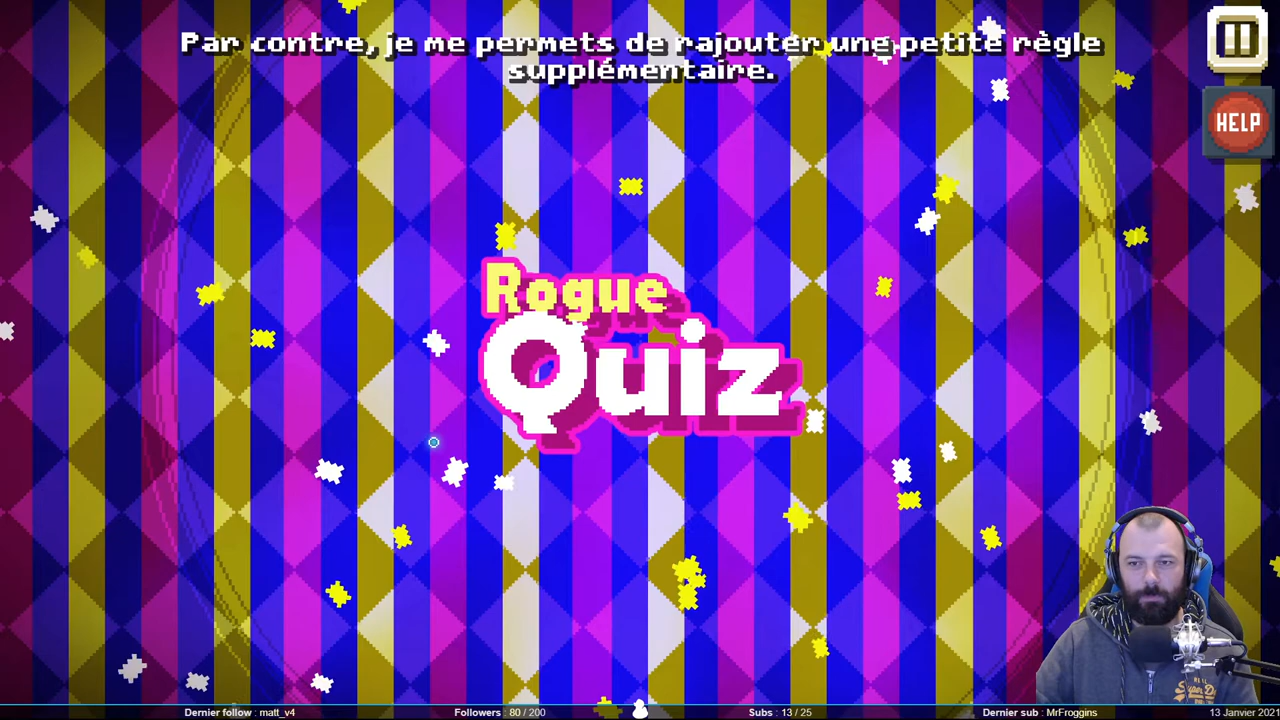 Par contre, je me permets de rajouter une petite règle
supplémentaire.
HELP
Rogue
Quiz
Dernier follow : matt_v4
Followers : 80 / 200
Subs : 13 / 25
Dernier sub : MrFroggins
13 Janvier 2021